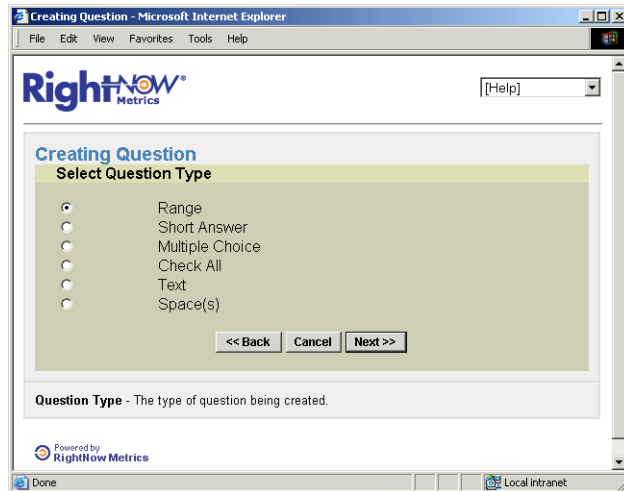 Creating Question - Microsoft Internet Explorer
File Edit View Favorites Tools Help
RightNOW®
Metrics
[Help]
Creating Question
Select Question Type
Range
Short Answer
Multiple Choice
Check All
Text
Space(s)
<< Back Cancel Next >>
Question Type - The type of question being created.
Powered by
RightNow Metrics
Done Local intranet